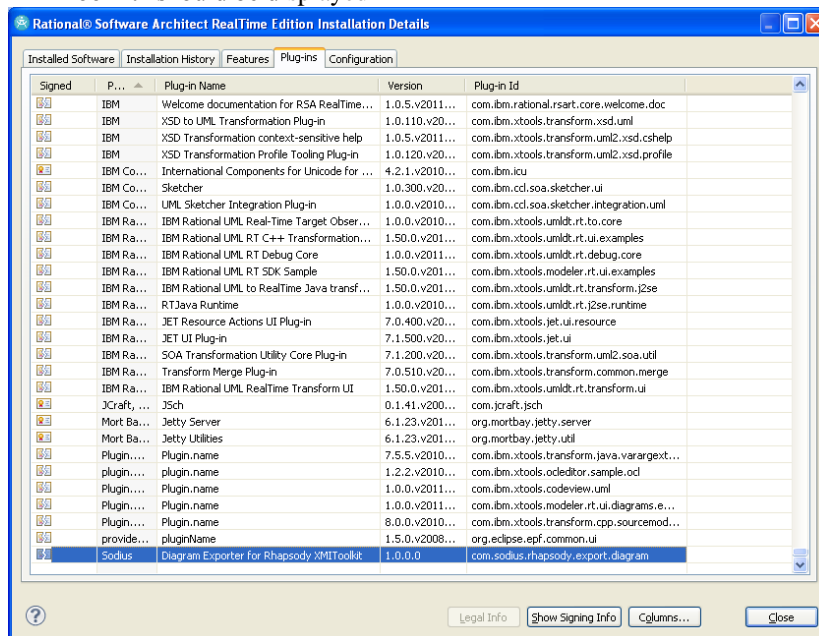 Rational® Software Architect RealTime Edition Installation Details
Installed Software Installation History Features Plug-ins Configuration
Signed P... Plug-in Name Version Plug-in Id
IBM Welcome documentation for RSA RealTime... 1.0.5.v2011... com.ibm.rational.rsart.core.welcome.doc
IBM XSD to UML Transformation Plug-in 1.0.110.v20... com.ibm.xtools.transform.xsd.uml
IBM XSD Transformation context-sensitive help 1.0.5.v2011... com.ibm.xtools.transform.uml2.xsd.cshelp
IBM XSD Transformation Profile Tooling Plug-in 1.0.120.v20... com.ibm.xtools.transform.uml2.xsd.profile
IBM Co... International Components for Unicode for ... 4.2.1.v2010... com.ibm.icu
IBM Co... Sketcher 1.0.300.v20... com.ibm.ccl.soa.sketcher.ui
IBM Co... UML Sketcher Integration Plug-in 1.0.0.v2010... com.ibm.ccl.soa.sketcher.integration.uml
IBM Ra... IBM Rational UML Real-Time Target Obser... 1.0.0.v2010... com.ibm.xtools.umldt.rt.to.core
IBM Ra... IBM Rational UML RT C++ Transformation... 1.50.0.v201... com.ibm.xtools.umldt.rt.ui.examples
IBM Ra... IBM Rational UML RT Debug Core 1.0.0.v2011... com.ibm.xtools.umldt.rt.debug.core
IBM Ra... IBM Rational UML RT SDK Sample 1.50.0.v201... com.ibm.xtools.modeler.rt.ui.examples
IBM Ra... IBM Rational UML to RealTime Java transf... 1.50.0.v201... com.ibm.xtools.umldt.rt.transform.j2se
IBM Ra... RTJava Runtime 1.0.0.v2010... com.ibm.xtools.umldt.rt.j2se.runtime
IBM Ra... JET Resource Actions UI Plug-in 7.0.400.v20... com.ibm.xtools.jet.ui.resource
IBM Ra... JET UI Plug-in 7.1.500.v20... com.ibm.xtools.jet.ui
IBM Ra... SOA Transformation Utility Core Plug-in 7.1.200.v20... com.ibm.xtools.transform.uml2.soa.util
IBM Ra... Transform Merge Plug-in 7.0.510.v20... com.ibm.xtools.transform.common.merge
IBM Ra... IBM Rational UML RealTime Transform UI 1.50.0.v201... com.ibm.xtools.umldt.rt.transform.ui
JCraft, ... JSch 0.1.41.v200... com.jcraft.jsch
Mort Ba... Jetty Server 6.1.23.v201... org.mortbay.jetty.server
Mort Ba... Jetty Utilities 6.1.23.v201... org.mortbay.jetty.util
Plugin.... Plugin.name 7.5.5.v2010... com.ibm.xtools.transform.java.varargext...
plugin.... Plugin.name 1.2.2.v2010... com.ibm.xtools.ocleditor.sample.ocl
Plugin.... Plugin.name 1.0.0.v2011... com.ibm.xtools.codeview.uml
Plugin.... Plugin.name 1.0.0.v2011... com.ibm.xtools.modeler.rt.ui.diagrams.e...
Plugin.... Plugin.name 8.0.0.v2010... com.ibm.xtools.transform.cpp.sourcemod...
provide... pluginName 1.5.0.v2008... org.eclipse.epf.common.ui
Sodius Diagram Exporter for Rhapsody XMIToolkit 1.0.0.0 com.sodius.rhapsody.export.diagram
Legal Info Show Signing Info Columns... Close